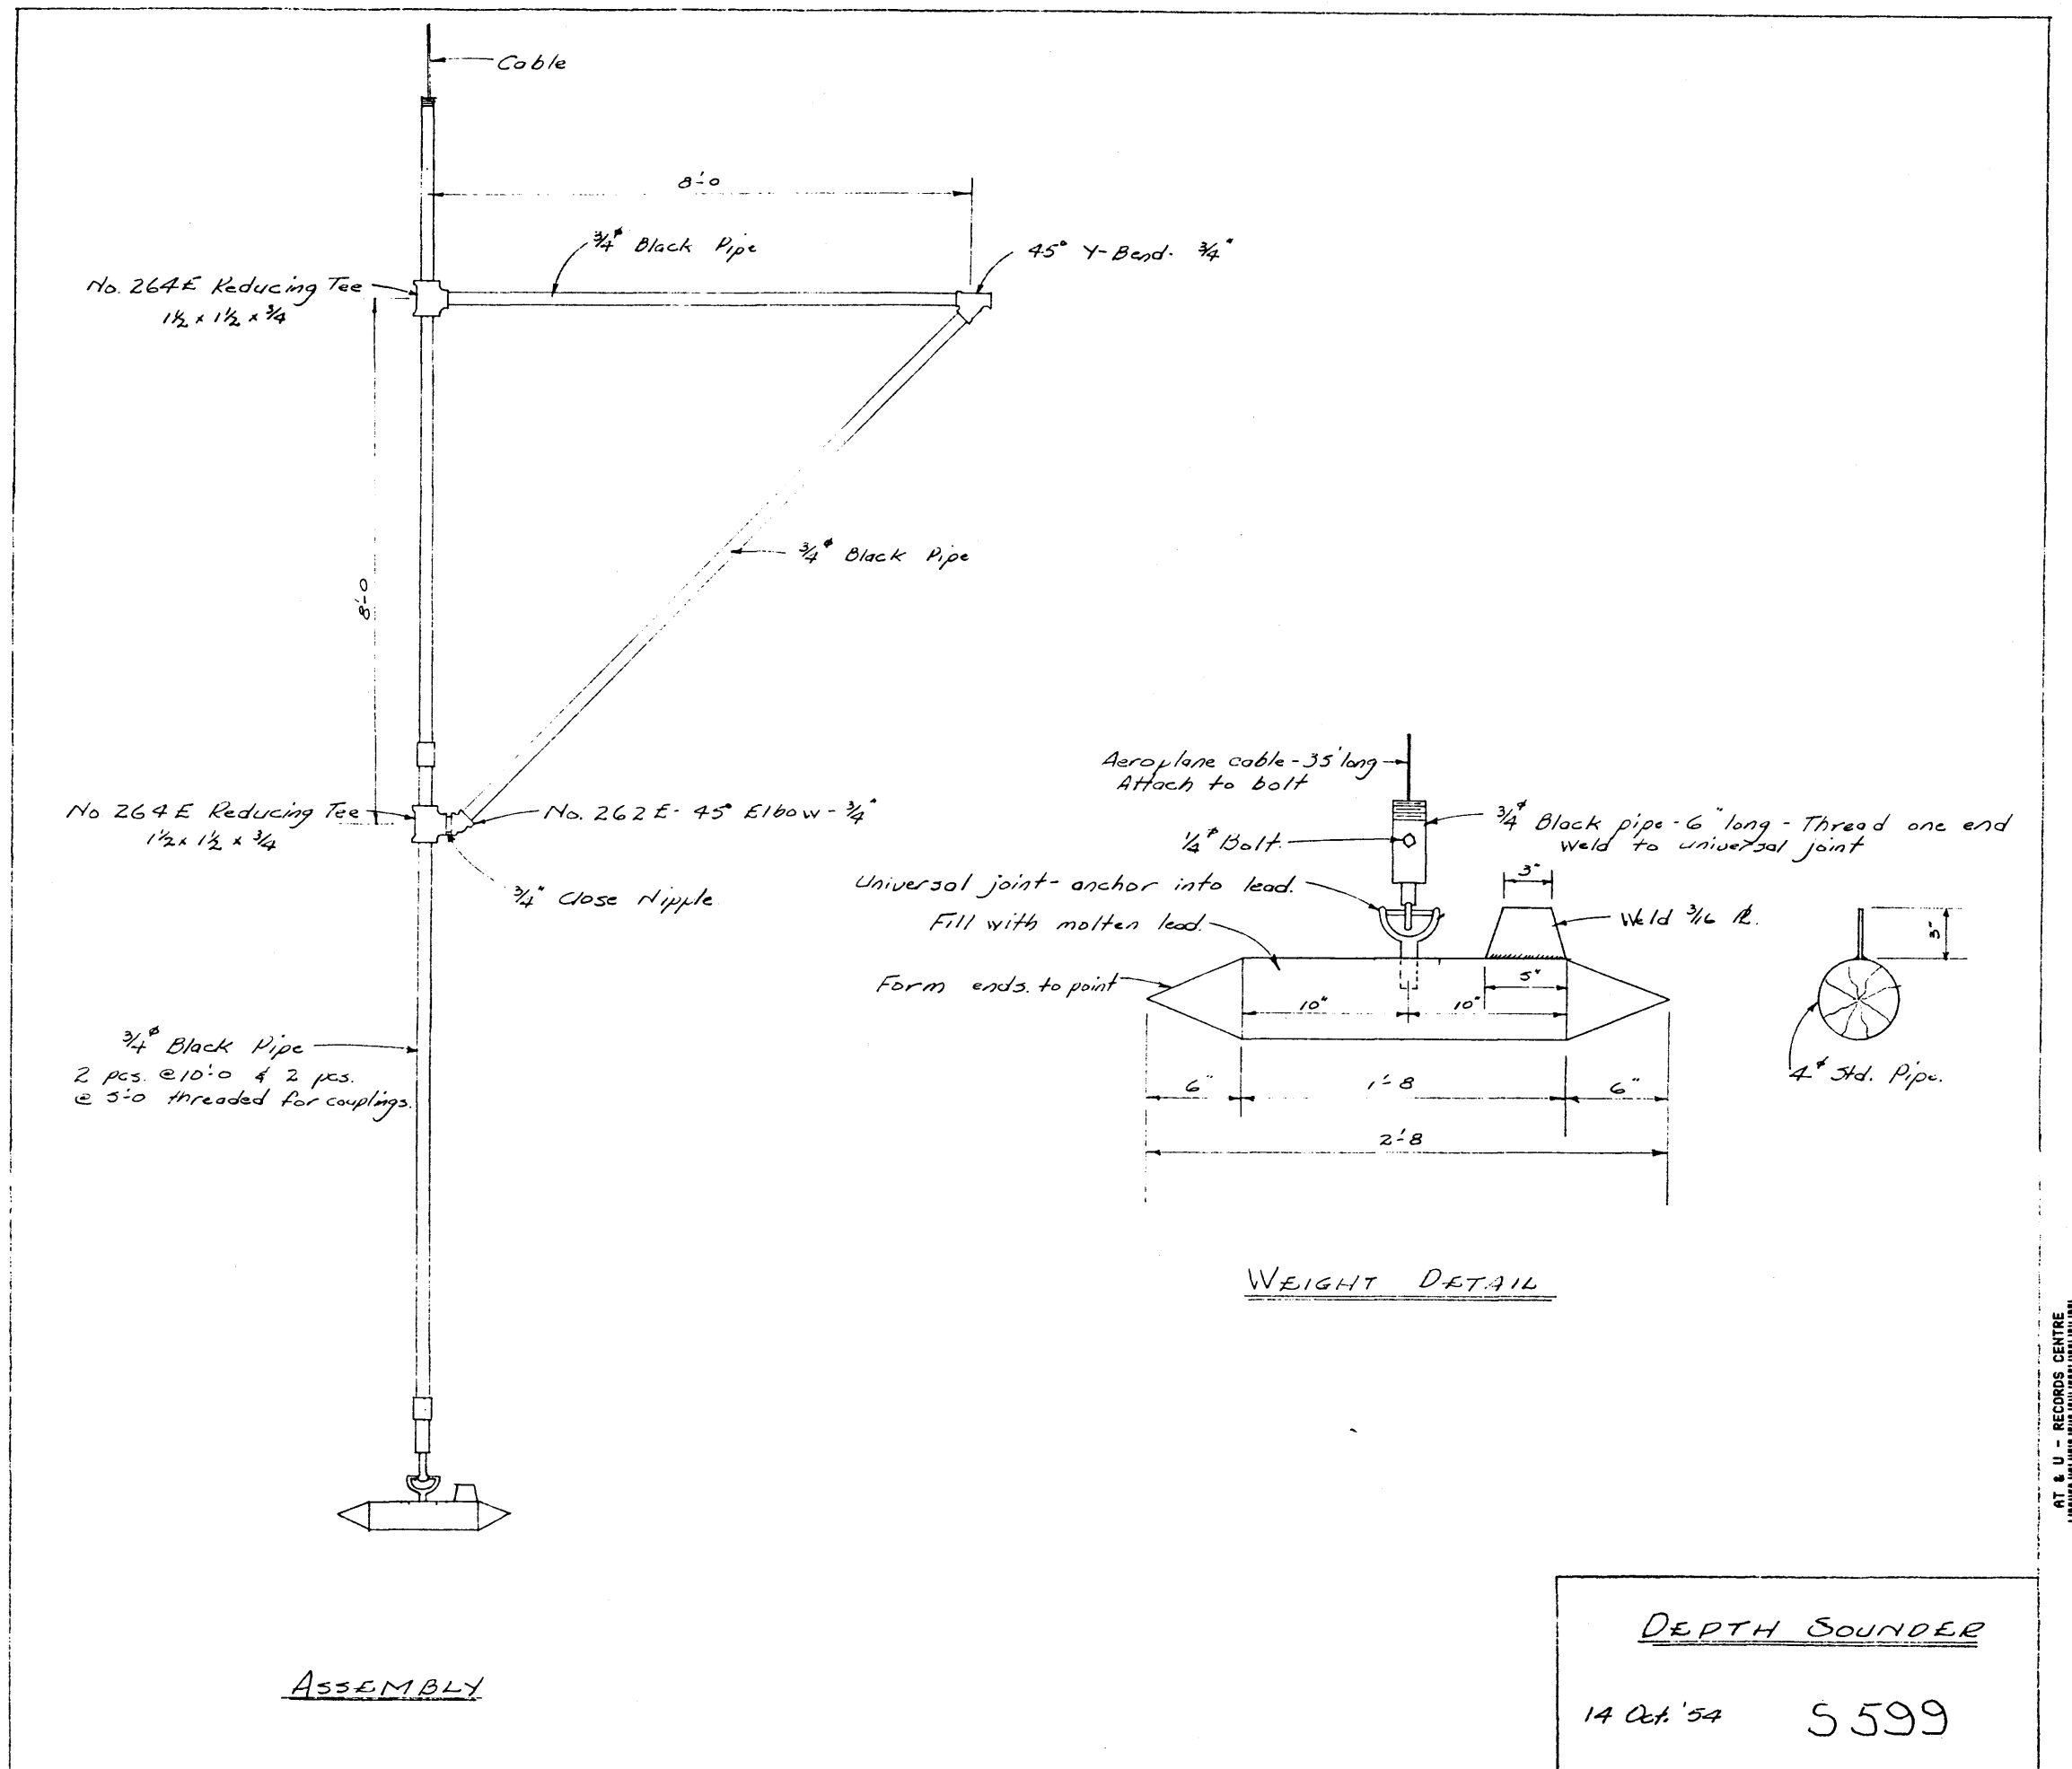 Cable
8'-0
3/4"ø Black Pipe
45° Y-Bend. 3/4"
No. 264E Reducing Tee
1½ x 1½ x 3/4
3/4"ø Black Pipe
8'-0
No 264E Reducing Tee
1½ x 1½ x 3/4
No. 262E- 45° Elbow - 3/4"
3/4" Close Nipple
3/4"ø Black Pipe
2 pcs. @ 10'-0 & 2 pcs.
@ 5'-0 threaded for couplings.
ASSEMBLY
Aeroplane cable - 35' long
Attach to bolt
1/4"ø Bolt
3/4"ø Black pipe - 6" long - Thread one end
Weld to universal joint
Universal joint - anchor into lead.
Fill with molten lead.
Form ends. to point
3"
Weld 3/16 PL.
3"
5"
10"
10"
6"
1'-8
6"
2'-8
4"ø Std. Pipe.
WEIGHT DETAIL
DEPTH SOUNDER
14 Oct. '54
S 599
AT & U - RECORDS CENTRE